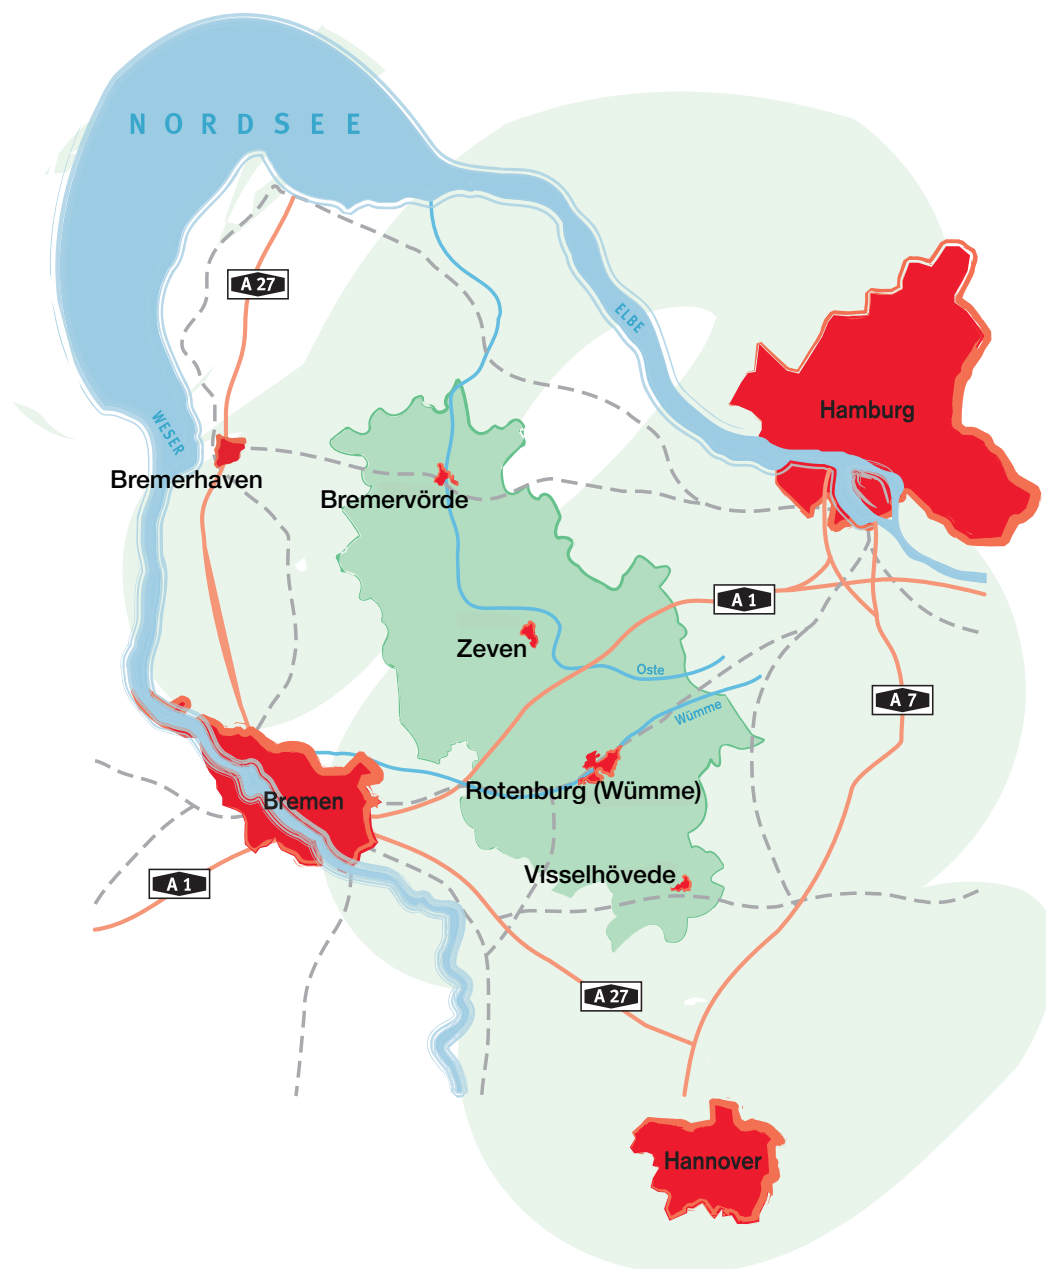 NORDSEE
A 27
ELBE
Hamburg
WESER
Bremerhaven
Bremervörde
A 1
Zeven
Oste
A 7
Wümme
Rotenburg (Wümme)
Bremen
Visselhövede
A 1
A 27
Hannover